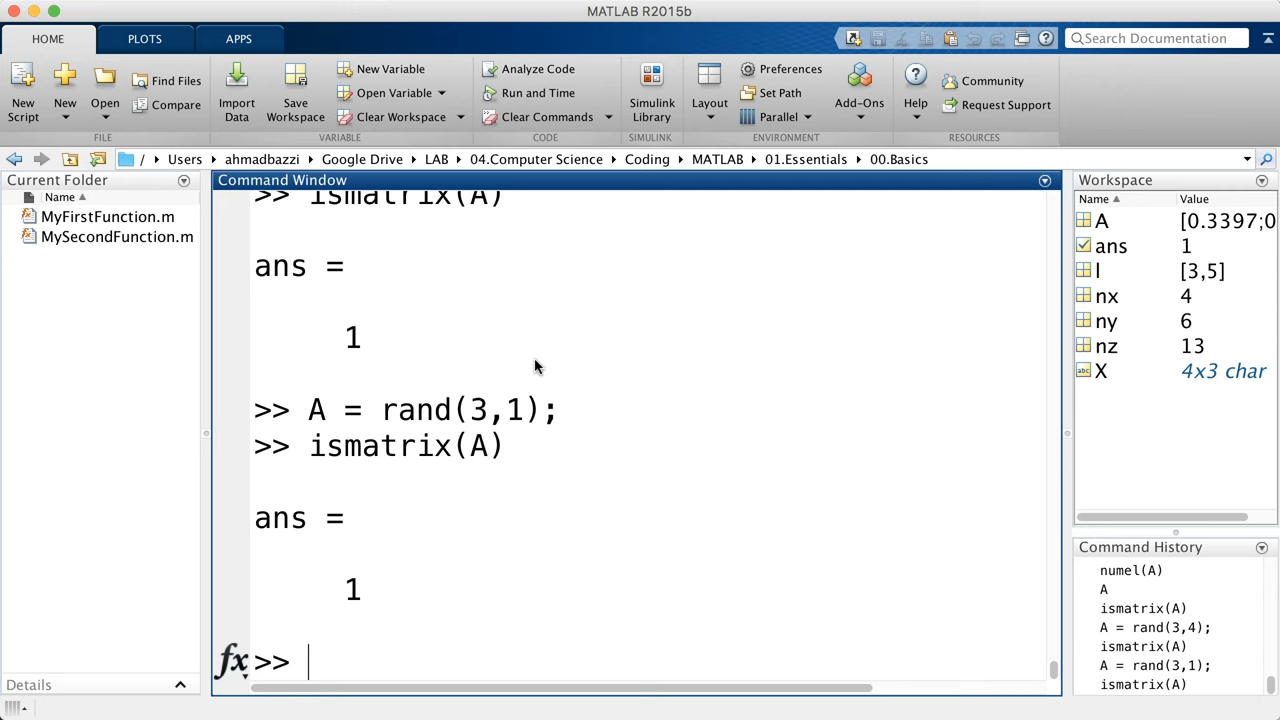 MATLAB R2015b
HOME PLOTS APPS
Search Documentation
New Script
New
Open
Find Files
Compare
Import Data
Save Workspace
New Variable
Open Variable
Clear Workspace
Analyze Code
Run and Time
Clear Commands
Simulink Library
Layout
Preferences
Set Path
Parallel
Add-Ons
Help
Community
Request Support
FILE VARIABLE CODE SIMULINK ENVIRONMENT RESOURCES
/ Users ahmadbazzi Google Drive LAB 04.Computer Science Coding MATLAB 01.Essentials 00.Basics
Current Folder
Name
MyFirstFunction.m
MySecondFunction.m
Details
Command Window
>> ismatrix(A)
ans =
1
>> A = rand(3,1);
>> ismatrix(A)
ans =
1
fx >>
Workspace
Name Value
A [0.3397;0
ans 1
l [3,5]
nx 4
ny 6
nz 13
X 4x3 char
abc
Command History
numel(A)
A
ismatrix(A)
A = rand(3,4);
ismatrix(A)
A = rand(3,1);
ismatrix(A)